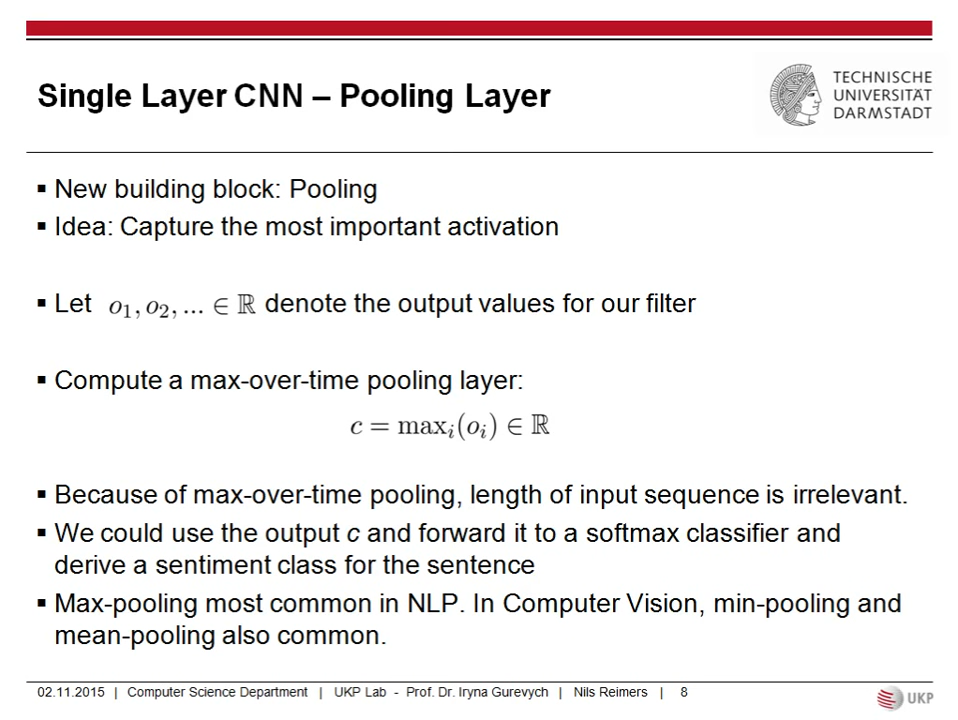 Single Layer CNN – Pooling Layer
TECHNISCHE
UNIVERSITÄT
DARMSTADT
▪ New building block: Pooling
▪ Idea: Capture the most important activation
▪ Let o₁, o₂, ... ∈ ℝ denote the output values for our filter
▪ Compute a max-over-time pooling layer:
c = maxᵢ(oᵢ) ∈ ℝ
▪ Because of max-over-time pooling, length of input sequence is irrelevant.
▪ We could use the output c and forward it to a softmax classifier and
derive a sentiment class for the sentence
▪ Max-pooling most common in NLP. In Computer Vision, min-pooling and
mean-pooling also common.
02.11.2015 | Computer Science Department | UKP Lab - Prof. Dr. Iryna Gurevych | Nils Reimers | 8
UKP